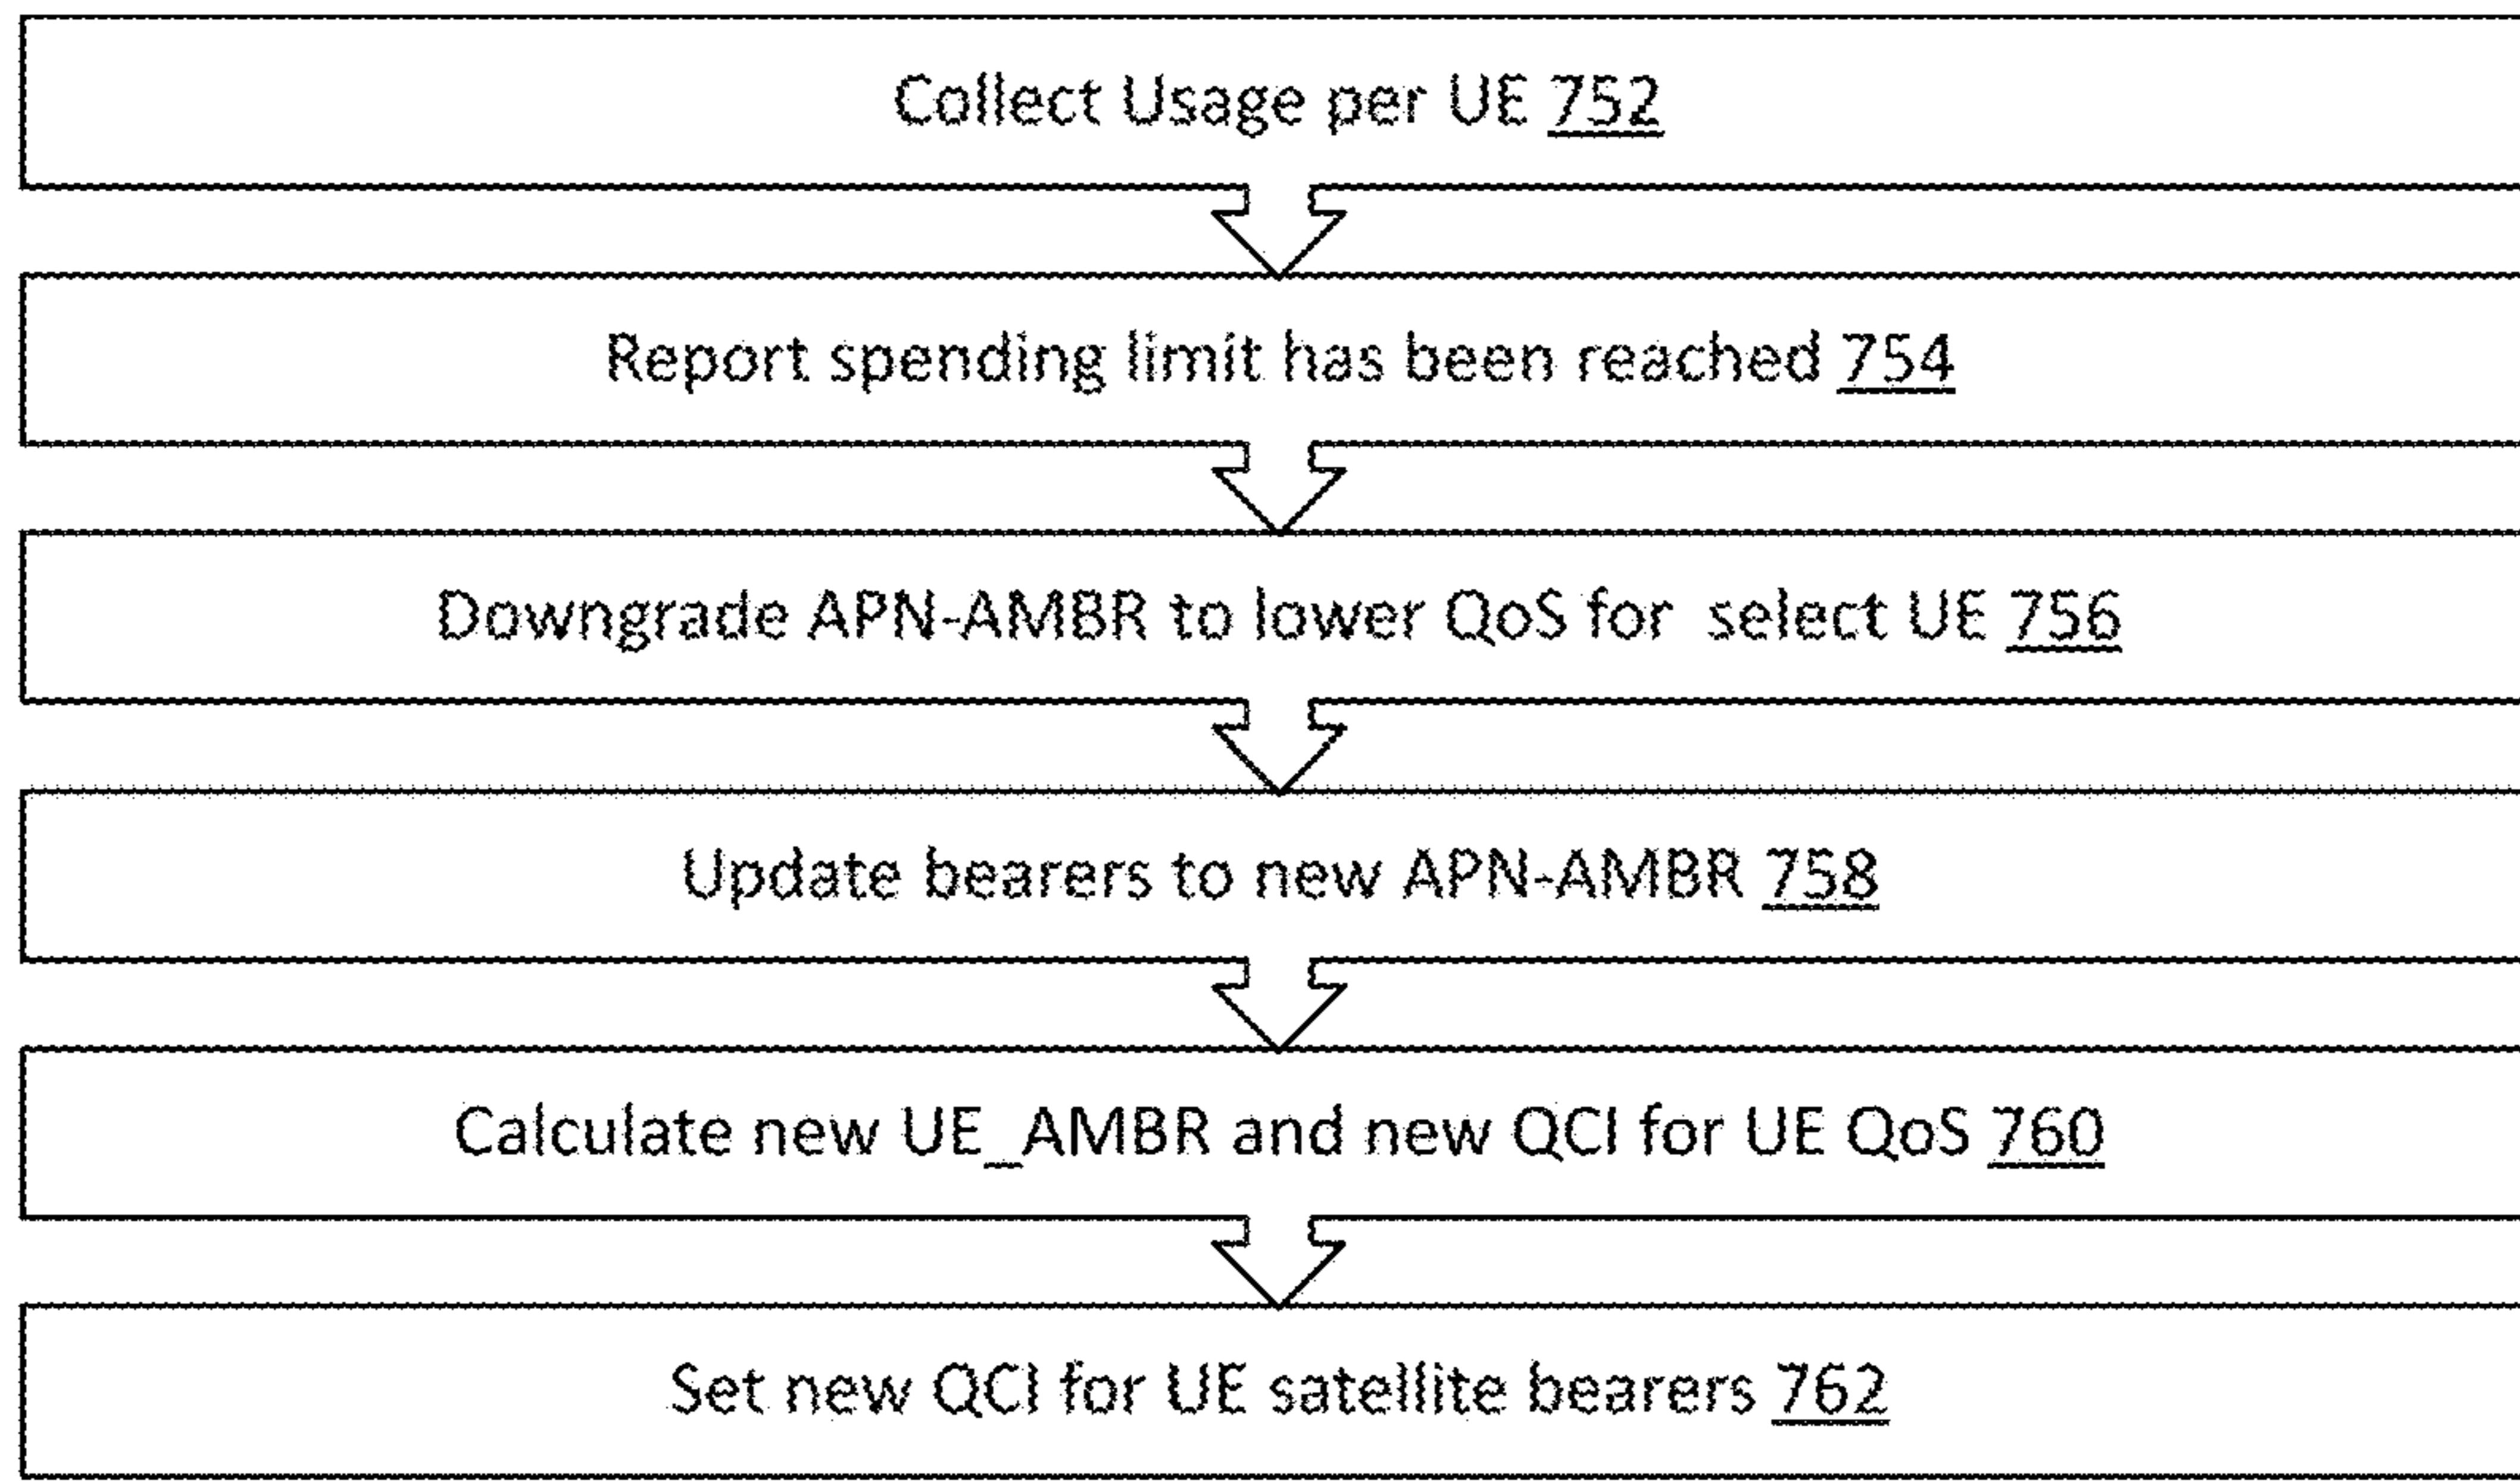 Collect Usage per UE 752
Report spending limit has been reached 754
Downgrade APN-AMBR to lower QoS for select UE 756
Update bearers to new APN-AMBR 758
Calculate new UE_AMBR and new QCI for UE QoS 760
Set new QCI for UE satellite bearers 762